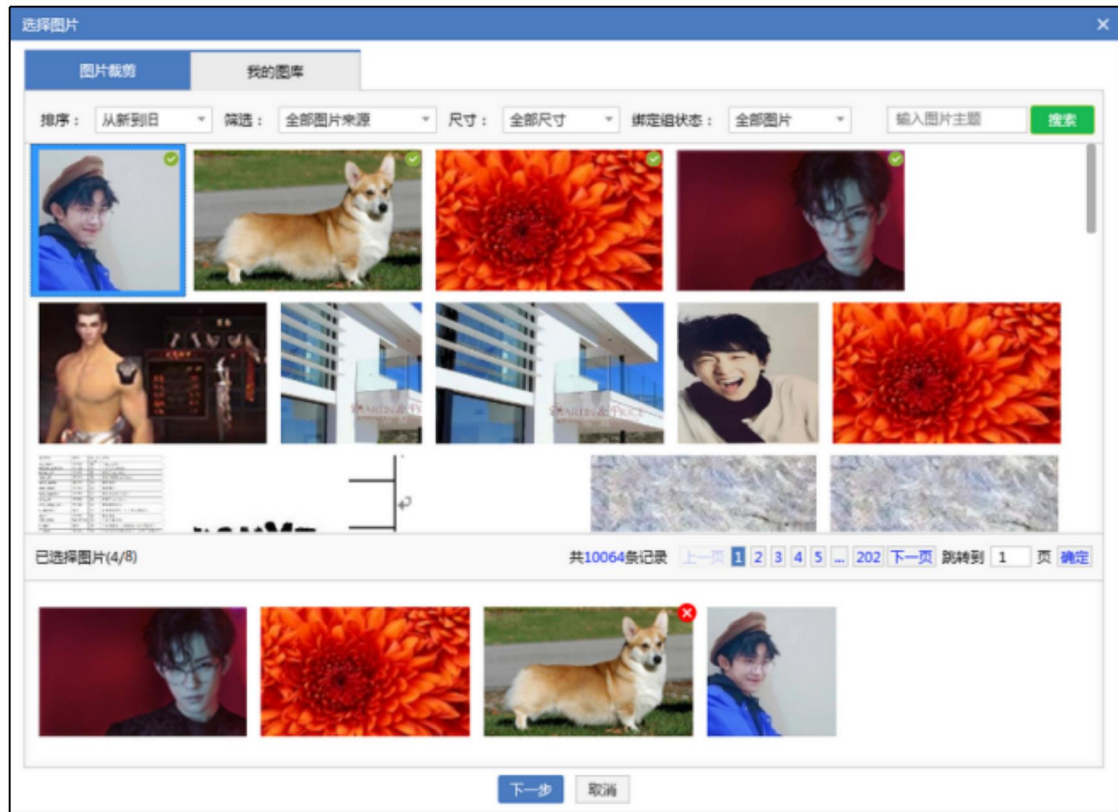 选择图片
图片裁剪 我的图库
排序： 从新到旧 筛选： 全部图片来源 尺寸： 全部尺寸 绑定组状态： 全部图片 输入图片主题 搜索
MARTIN & PRICE
已选择图片(4/8) 共10064条记录 上一页 1 2 3 4 5 ... 202 下一页 跳转到 1 页 确定
下一步 取消